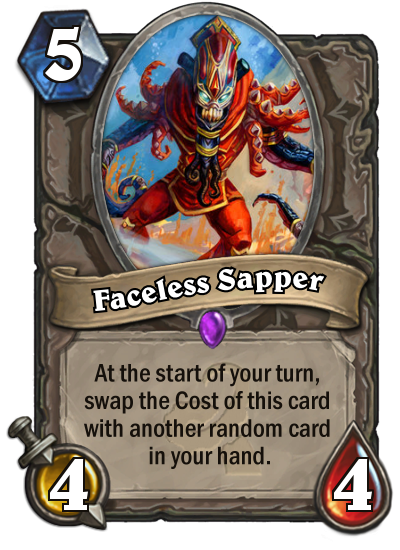 5
Faceless Sapper
At the start of your turn,
swap the Cost of this card
with another random card
in your hand.
4
4